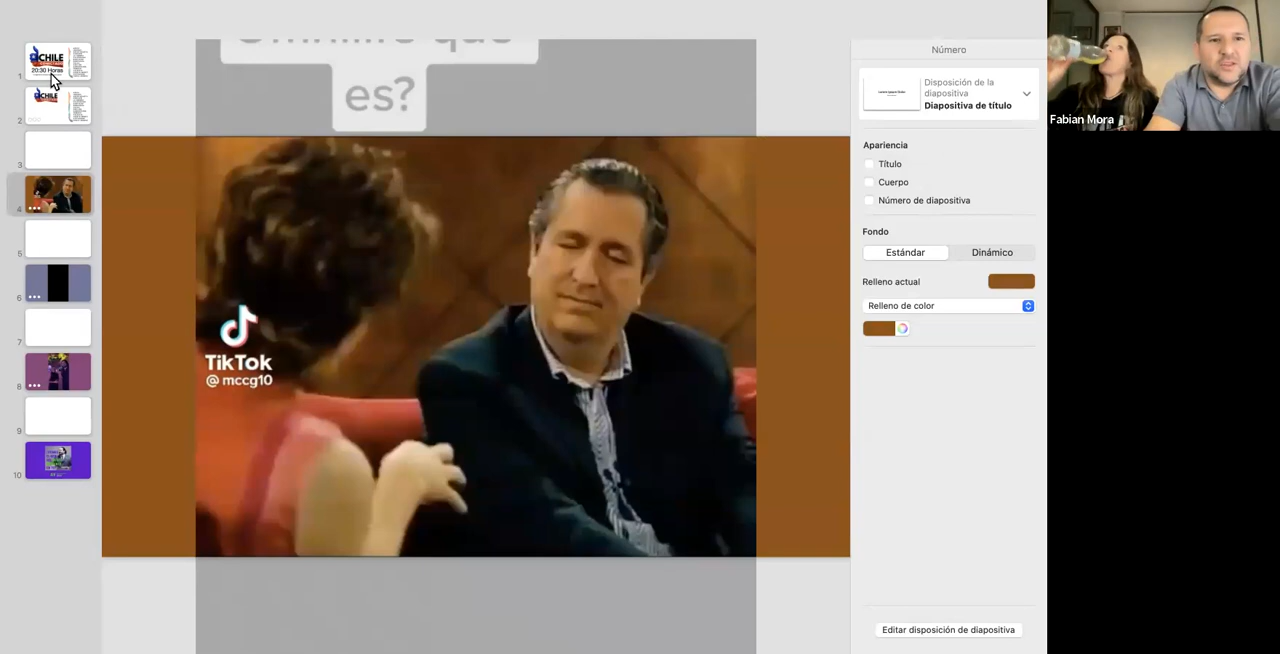 CHILE
20:30 Horas
1
CHILE
2
3
4
5
6
7
8
9
10
es?
TikTok
@mccg10
Número
Disposición de la
diapositiva
Diapositiva de título
Apariencia
Título
Cuerpo
Número de diapositiva
Fondo
Estándar
Dinámico
Relleno actual
Relleno de color
Editar disposición de diapositiva
Fabian Mora